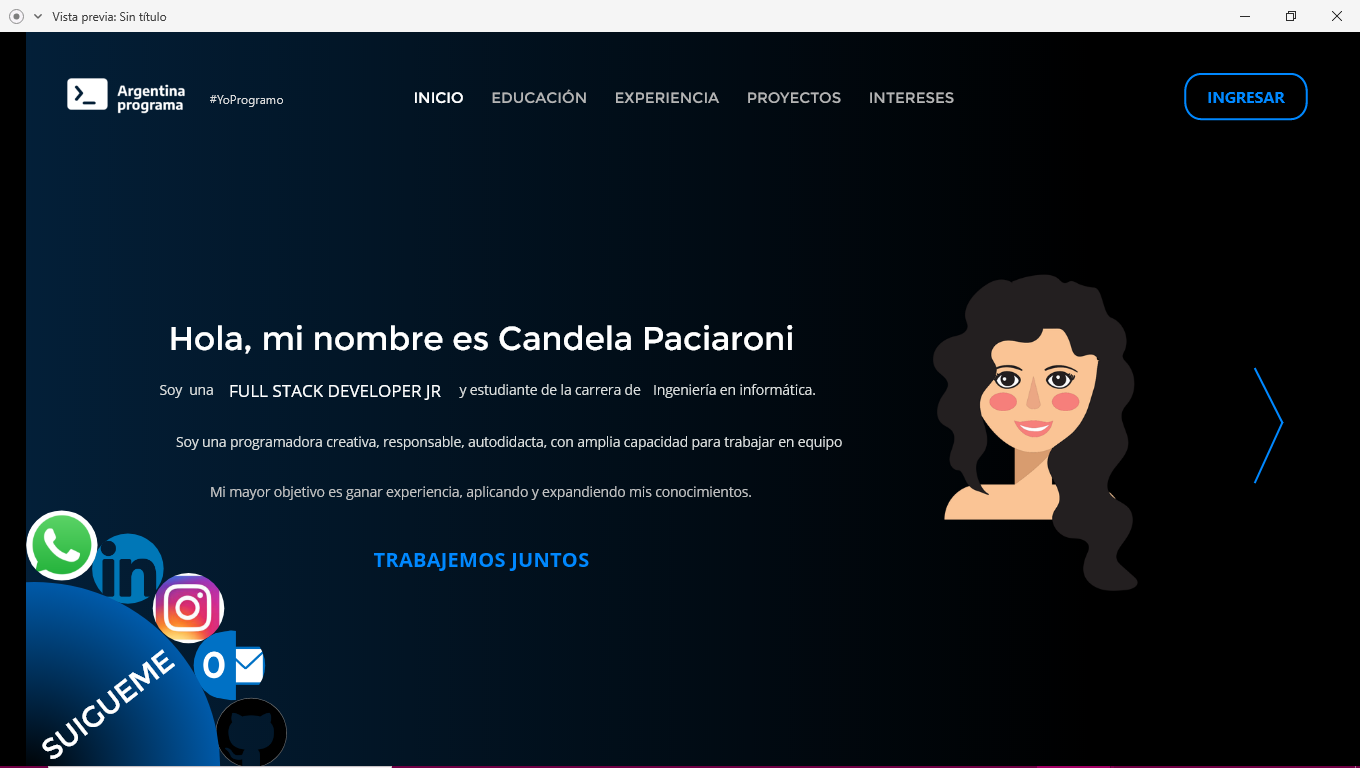 Vista previa: Sin título
Argentina
programa
#YoProgramo
INICIO EDUCACIÓN EXPERIENCIA PROYECTOS INTERESES
INGRESAR
Hola, mi nombre es Candela Paciaroni
Soy una FULL STACK DEVELOPER JR y estudiante de la carrera de Ingeniería en informática.
Soy una programadora creativa, responsable, autodidacta, con amplia capacidad para trabajar en equipo
Mi mayor objetivo es ganar experiencia, aplicando y expandiendo mis conocimientos.
TRABAJEMOS JUNTOS
in
O
SUIGUEME